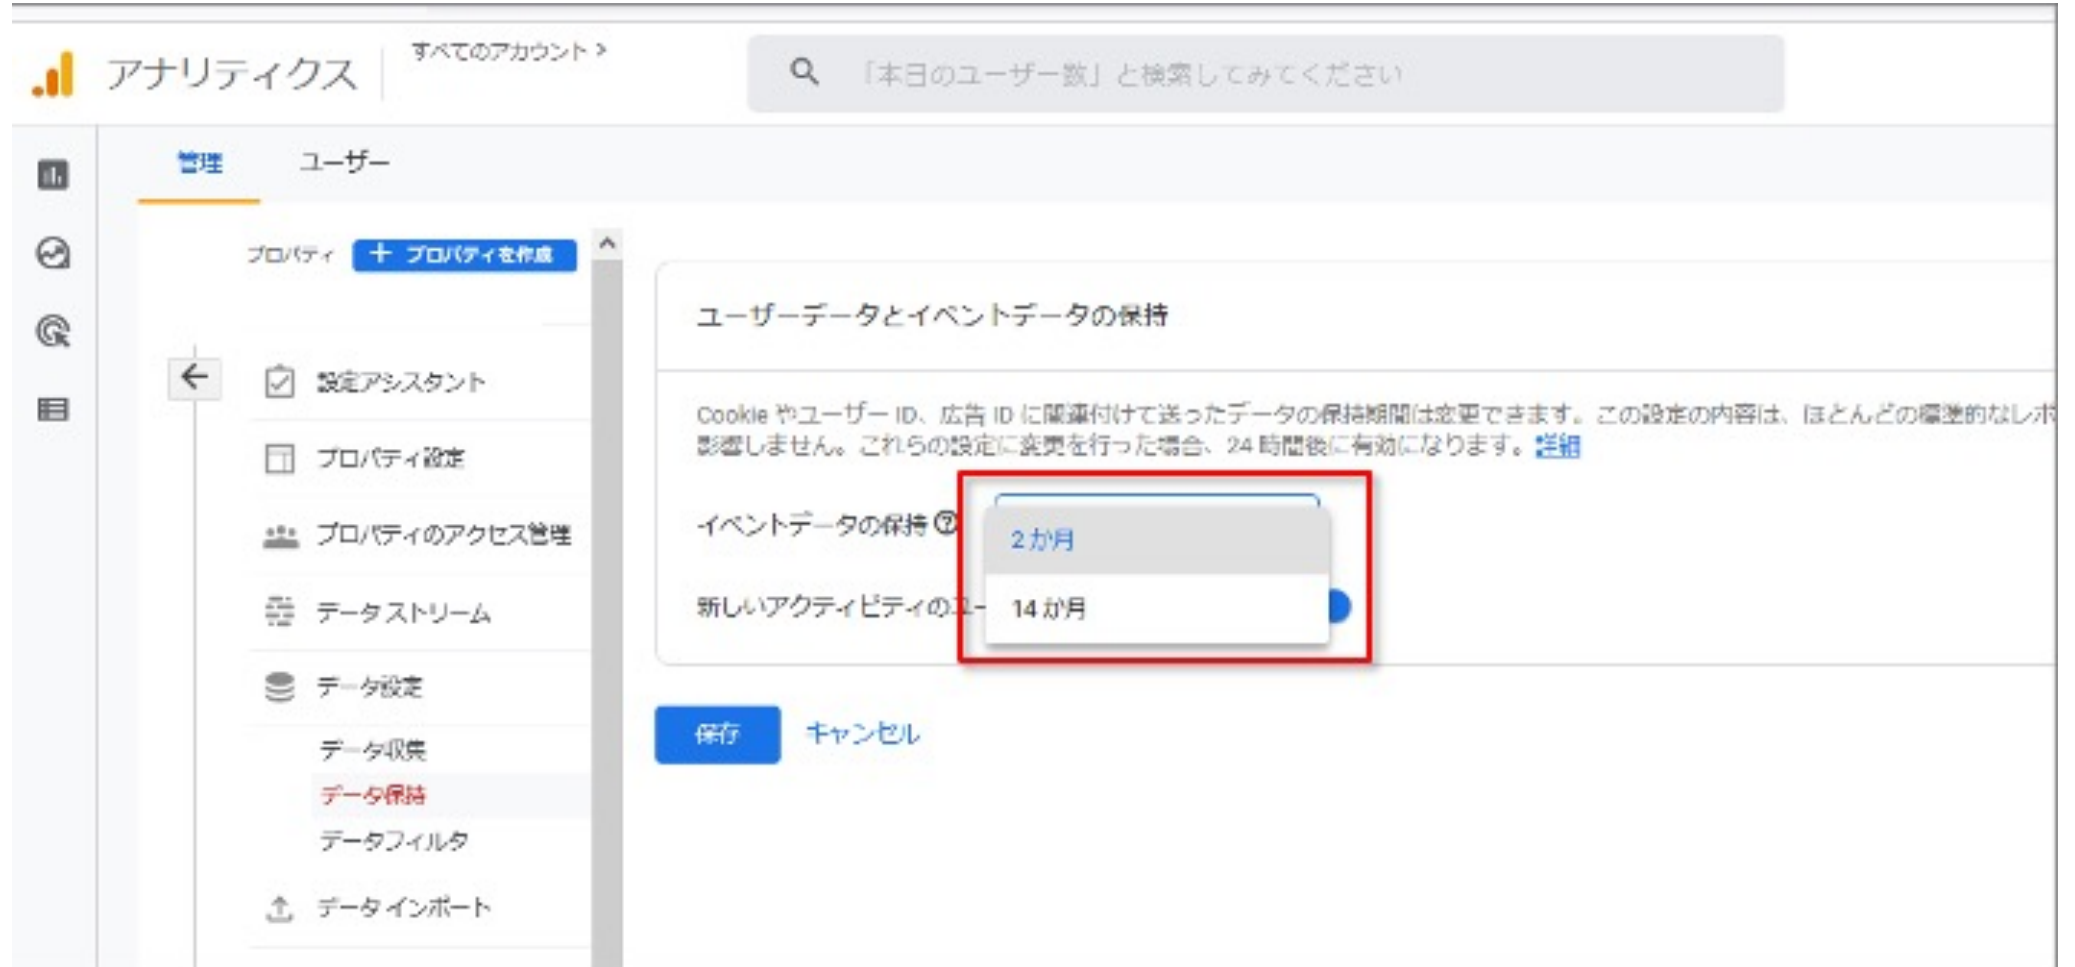 アナリティクス
すべてのアカウント >
「本日のユーザー数」と検索してみてください
管理
ユーザー
プロパティ
+ プロパティを作成
設定アシスタント
プロパティ設定
プロパティのアクセス管理
データ ストリーム
データ設定
データ収集
データ保持
データフィルタ
データ インポート
ユーザーデータとイベントデータの保持
Cookie やユーザー ID、広告 ID に関連付けて送ったデータの保持期間は変更できます。この設定の内容は、ほとんどの標準的なレポ
影響しません。これらの設定に変更を行った場合、24 時間後に有効になります。詳細
イベントデータの保持 ?
2 か月
新しいアクティビティのユー
14 か月
保存
キャンセル